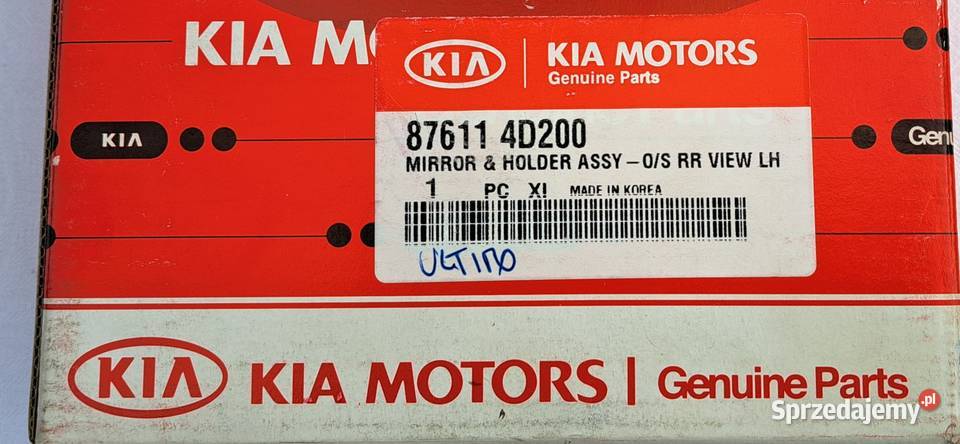 KIA M
KIA KIA MOTORS
Genuine Parts
87611 4D200
MIRROR & HOLDER ASSY – O/S RR VIEW LH
1 PC XI MADE IN KOREA
ULTIMO
KIA
Genu
KIA KIA MOTORS | Genuine Parts
Sprzedajemy.pl